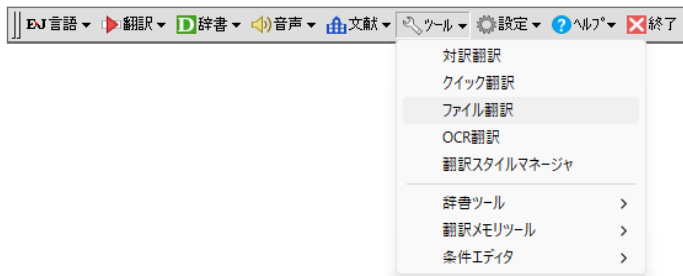 EJ 言語 翻訳 D 辞書 音声 文献 ﾂｰﾙ 設定 ? ﾍﾙﾌﾟ 終了
対訳翻訳
クイック翻訳
ファイル翻訳
OCR翻訳
翻訳スタイルマネージャ
辞書ツール
翻訳メモリツール
条件エディタ